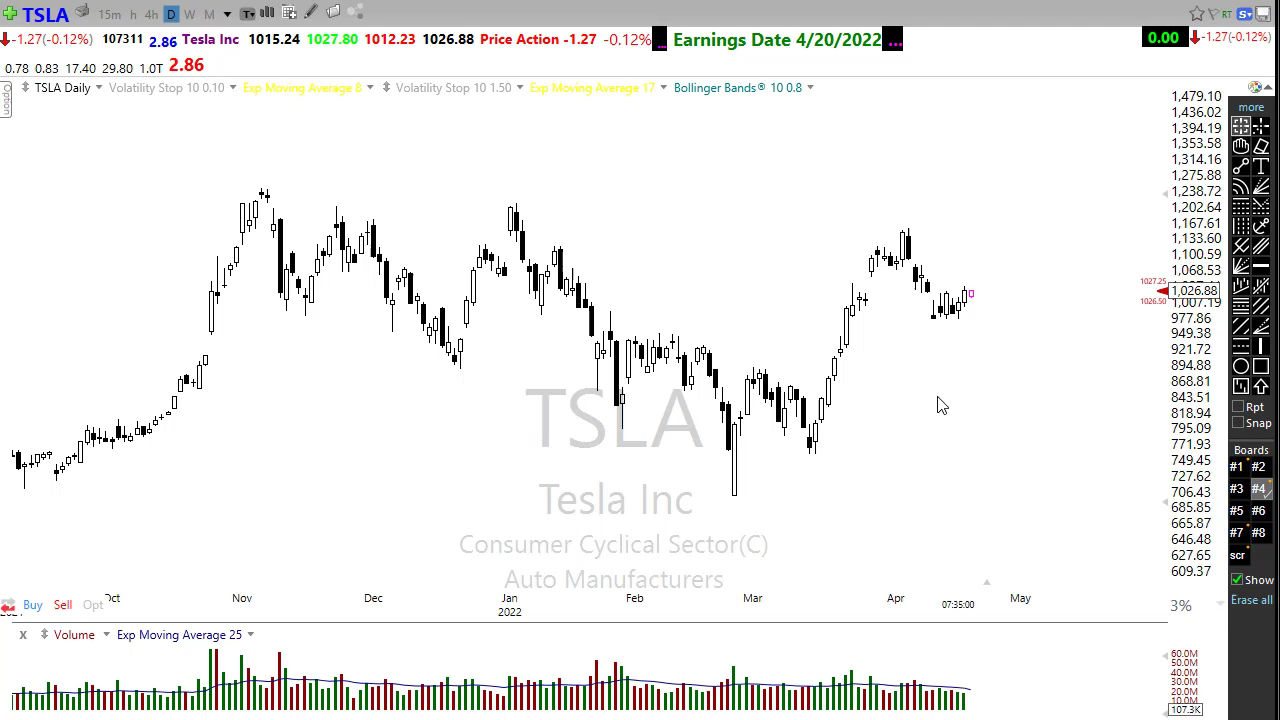 TSLA 15m h 4h D W M T RT S
-1.27(-0.12%) 107311 2.86 Tesla Inc 1015.24 1027.80 1012.23 1026.88 Price Action -1.27 -0.12% ... Earnings Date 4/20/2022 ... 0.00 -1.27(-0.12%)
0.78 0.83 17.40 29.80 1.0T 2.86
Option
TSLA Daily Volatility Stop 10 0.10 Exp Moving Average 8 Volatility Stop 10 1.50 Exp Moving Average 17 Bollinger Bands® 10 0.8
1,479.10
1,436.02
1,394.19
1,353.58
1,314.16
1,275.88
1,238.72
1,202.64
1,167.61
1,133.60
1,100.59
1,068.53
1027.25
1,026.88
1026.50
1,007.19
977.86
949.38
921.72
894.88
868.81
843.51
818.94
795.09
771.93
749.45
727.62
706.43
685.85
665.87
646.48
627.65
609.37
3%
TSLA
Tesla Inc
Consumer Cyclical Sector(C)
Auto Manufacturers
Oct Nov Dec Jan Feb Mar Apr May
2022
07:35:00
Buy Sell Opt
X Volume Exp Moving Average 25
60.0M
50.0M
40.0M
30.0M
20.0M
107.3K
more
T
Rpt
Snap
Boards
#1 #2
#3 #4
#5 #6
#7 #8
scr
Show
Erase all